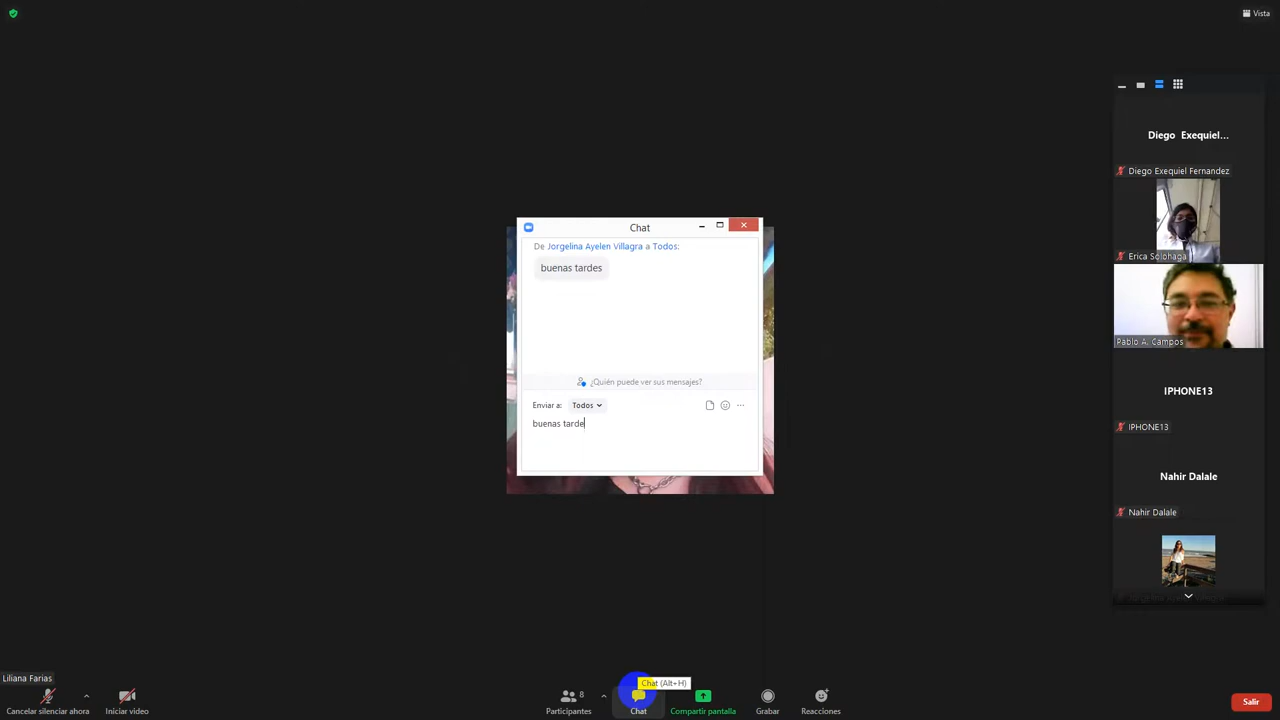 Vista
Diego Exequiel...
Diego Exequiel Fernandez
Erica Solohaga
Pablo A. Campos
IPHONE13
IPHONE13
Nahir Dalale
Nahir Dalale
Chat
De Jorgelina Ayelen Villagra a Todos:
buenas tardes
¿Quién puede ver sus mensajes?
Enviar a: Todos
buenas tarde
Liliana Farias
Chat (Alt+H)
Cancelar silenciar ahora
Iniciar video
Participantes 8
Chat
Compartir pantalla
Grabar
Reacciones
Salir